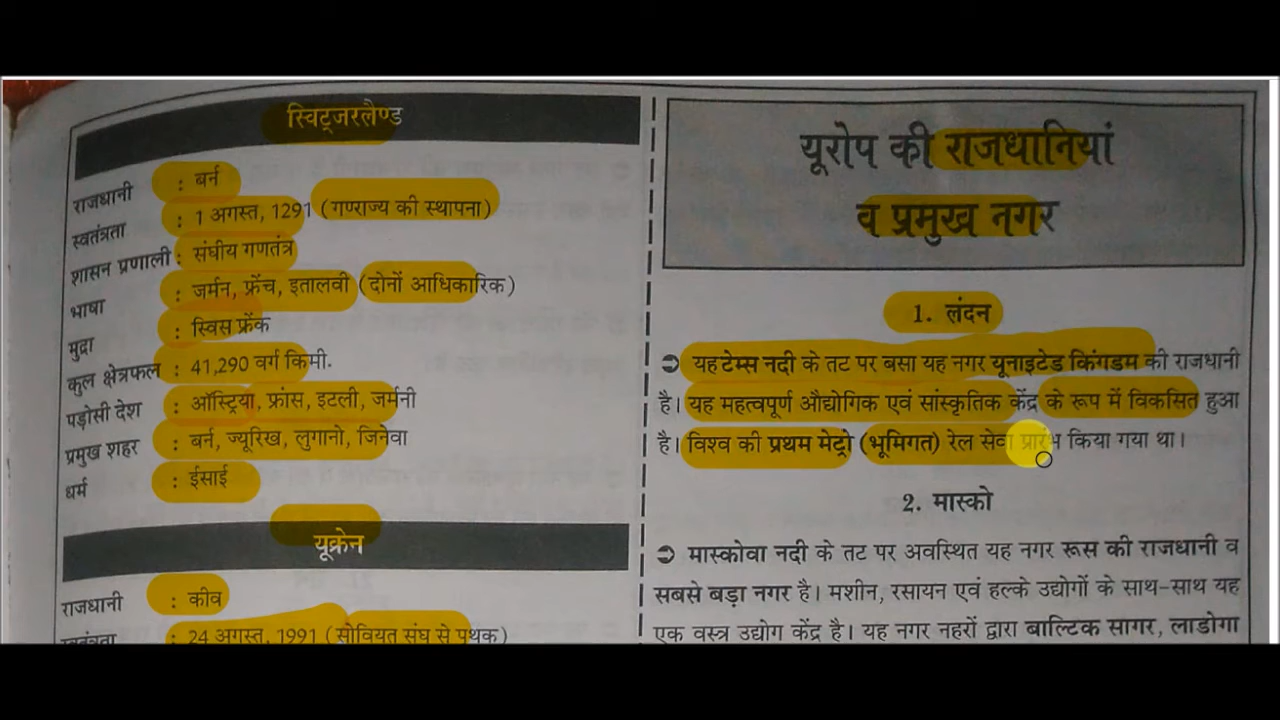 स्विट्जरलैण्ड
राजधानी : बर्न
स्वतंत्रता : 1 अगस्त, 1291 (गणराज्य की स्थापना)
शासन प्रणाली : संघीय गणतंत्र
भाषा : जर्मन, फ्रेंच, इतालवी (दोनों आधिकारिक)
मुद्रा : स्विस फ्रेंक
कुल क्षेत्रफल : 41,290 वर्ग किमी.
पड़ोसी देश : ऑस्ट्रिया, फ्रांस, इटली, जर्मनी
प्रमुख शहर : बर्न, ज्यूरिख, लुगानो, जिनेवा
धर्म : ईसाई
यूक्रेन
राजधानी : कीव
स्वतंत्रता : 24 अगस्त, 1991 (सोवियत संघ से पृथक)
यूरोप की राजधानियां
व प्रमुख नगर
1. लंदन
➲ यह टेम्स नदी के तट पर बसा यह नगर यूनाइटेड किंगडम की राजधानी
है। यह महत्वपूर्ण औद्योगिक एवं सांस्कृतिक केंद्र के रूप में विकसित हुआ
है। विश्व की प्रथम मेट्रो (भूमिगत) रेल सेवा प्रारंभ किया गया था।
2. मास्को
➲ मास्कोवा नदी के तट पर अवस्थित यह नगर रूस की राजधानी व
सबसे बड़ा नगर है। मशीन, रसायन एवं हल्के उद्योगों के साथ-साथ यह
एक वस्त्र उद्योग केंद्र है। यह नगर नहरों द्वारा बाल्टिक सागर, लाडोगा